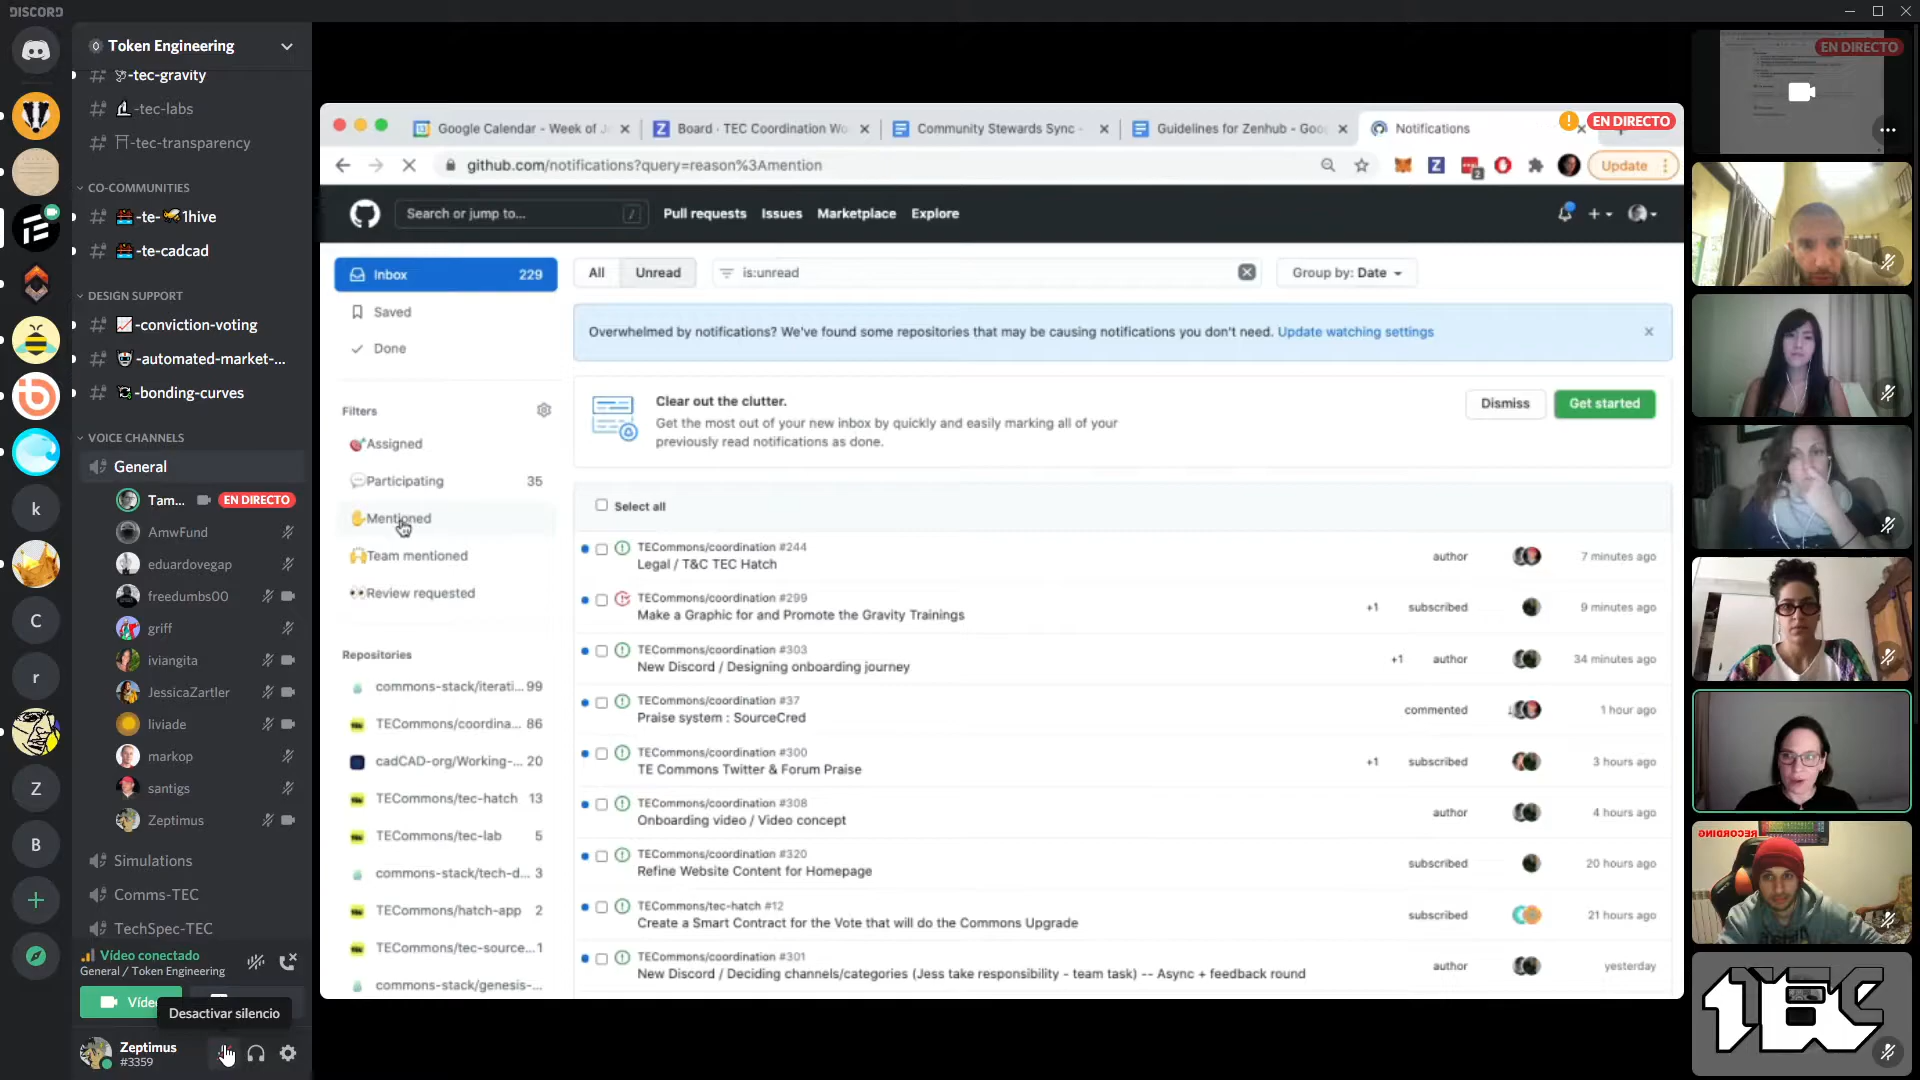 DISCORD
Token Engineering
-tec-gravity
-tec-labs
-tec-transparency
CO-COMMUNITIES
-te-1hive
-te-cadcad
DESIGN SUPPORT
-conviction-voting
-automated-market-...
-bonding-curves
VOICE CHANNELS
General
Tam... EN DIRECTO
AmwFund
eduardovegap
freedumbs00
griff
iviangita
JessicaZartler
liviade
markop
santigs
Zeptimus
Simulations
Comms-TEC
TechSpec-TEC
Vídeo conectado
General / Token Engineering
Desactivar silencio
Zeptimus
#3359
k
C
r
Z
B
Google Calendar - Week of
Board · TEC Coordination Wo
Community Stewards Sync -
Guidelines for Zenhub - Goo
Notifications
EN DIRECTO
github.com/notifications?query=reason%3Amention
Update
Search or jump to...
/
Pull requests
Issues
Marketplace
Explore
Inbox 229
Saved
Done
Filters
Assigned
Participating 35
Mentioned
Team mentioned
Review requested
Repositories
commons-stack/iterati... 99
TECommons/coordina... 86
cadCAD-org/Working-... 20
TECommons/tec-hatch 13
TECommons/tec-lab 5
commons-stack/tech-d... 3
TECommons/hatch-app 2
TECommons/tec-source... 1
commons-stack/genesis-...
All
Unread
is:unread
Group by: Date
Overwhelmed by notifications? We've found some repositories that may be causing notifications you don't need. Update watching settings
Clear out the clutter.
Get the most out of your new inbox by quickly and easily marking all of your
previously read notifications as done.
Dismiss
Get started
Select all
TECommons/coordination #244
Legal / T&C TEC Hatch
author 7 minutes ago
TECommons/coordination #299
Make a Graphic for and Promote the Gravity Trainings
+1 subscribed 9 minutes ago
TECommons/coordination #303
New Discord / Designing onboarding journey
+1 author 34 minutes ago
TECommons/coordination #37
Praise system : SourceCred
commented 1 hour ago
TECommons/coordination #300
TE Commons Twitter & Forum Praise
+1 subscribed 3 hours ago
TECommons/coordination #308
Onboarding video / Video concept
author 4 hours ago
TECommons/coordination #320
Refine Website Content for Homepage
subscribed 20 hours ago
TECommons/tec-hatch #12
Create a Smart Contract for the Vote that will do the Commons Upgrade
subscribed 21 hours ago
TECommons/coordination #301
New Discord / Deciding channels/categories (Jess take responsibility - team task) -- Async + feedback round
author yesterday
EN DIRECTO
RECORDING
TEC